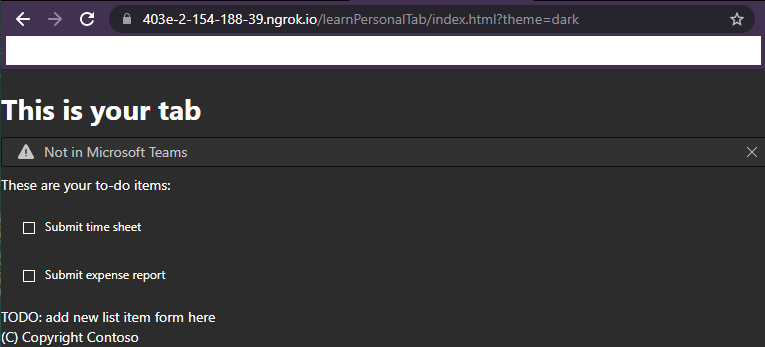 403e-2-154-188-39.ngrok.io/learnPersonalTab/index.html?theme=dark
This is your tab
Not in Microsoft Teams
These are your to-do items:
Submit time sheet
Submit expense report
TODO: add new list item form here
(C) Copyright Contoso